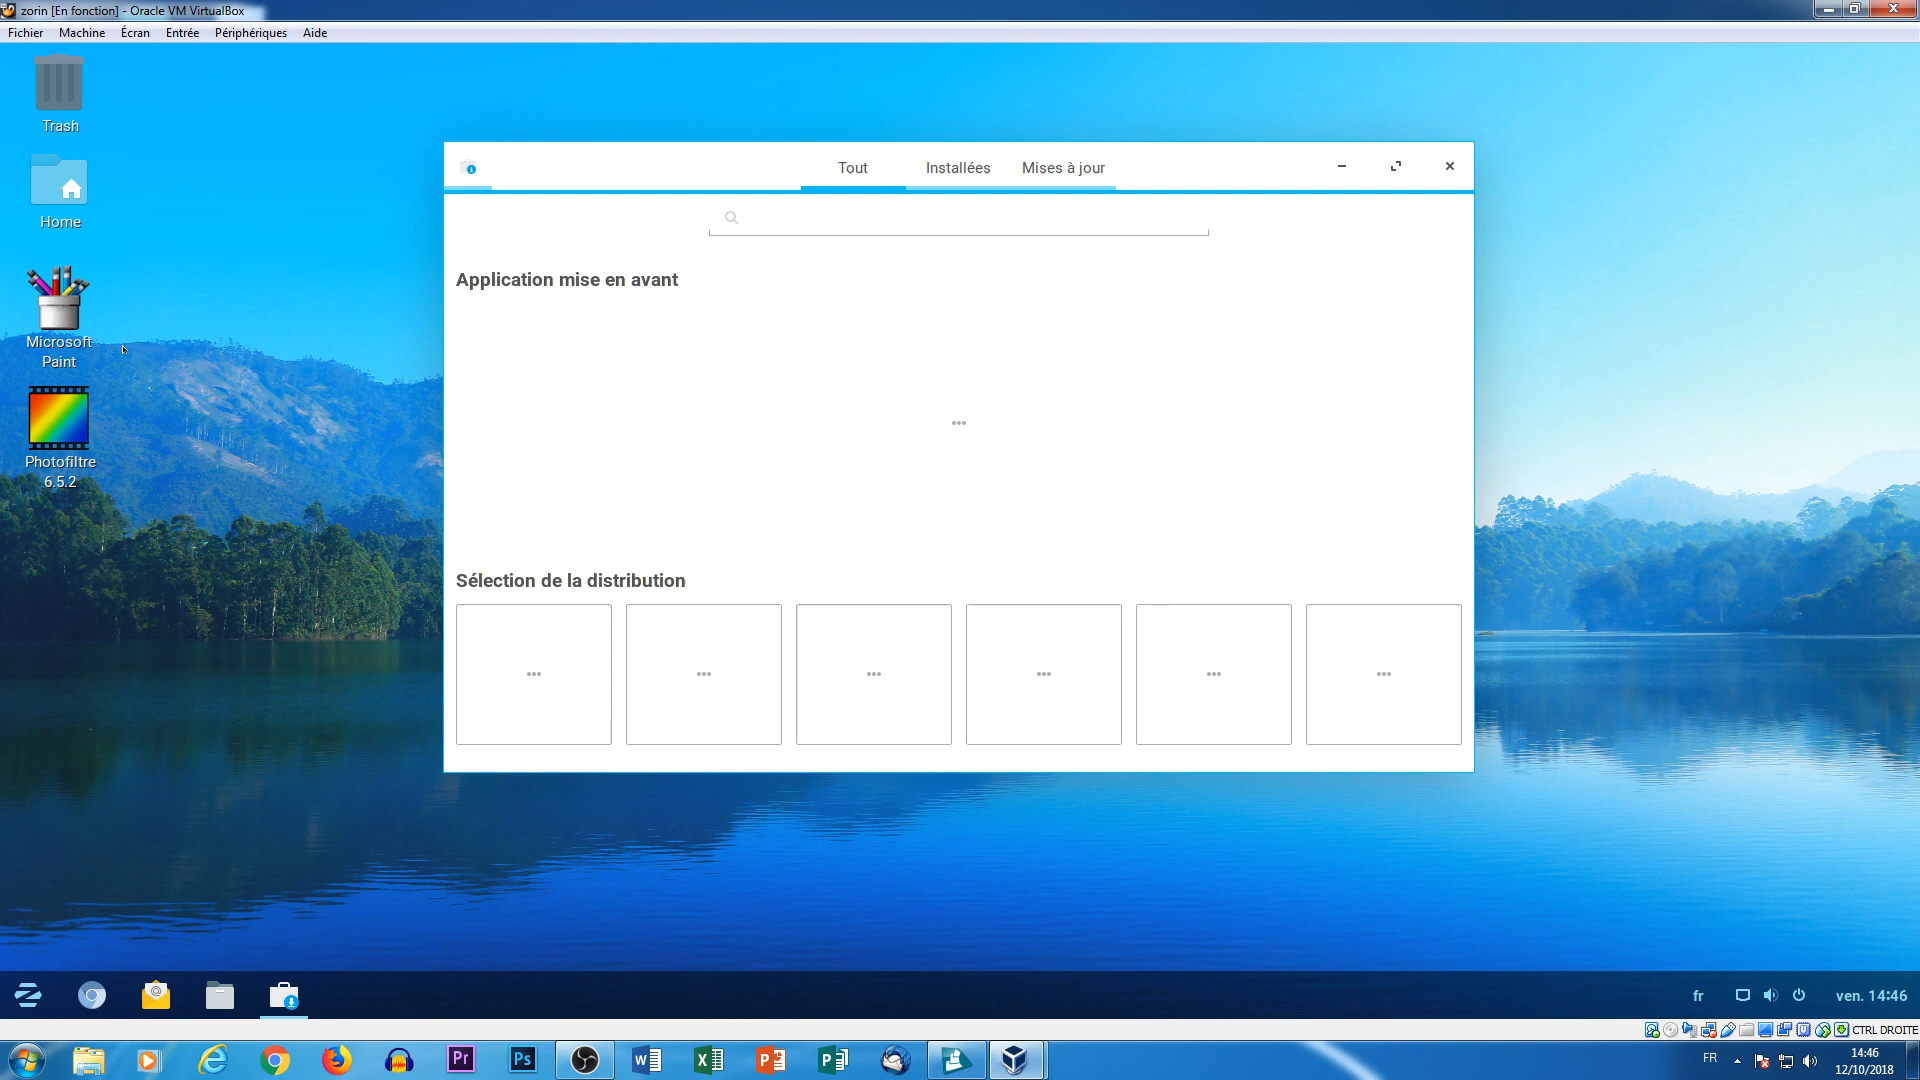 zorin [En fonction] - Oracle VM VirtualBox
Fichier Machine Écran Entrée Périphériques Aide
Trash
Home
Microsoft
Paint
Photofiltre
6.5.2
Tout Installées Mises à jour
Application mise en avant
Sélection de la distribution
fr ven. 14:46
CTRL DROITE
Pr Ps W X P P
FR 14:46
12/10/2018